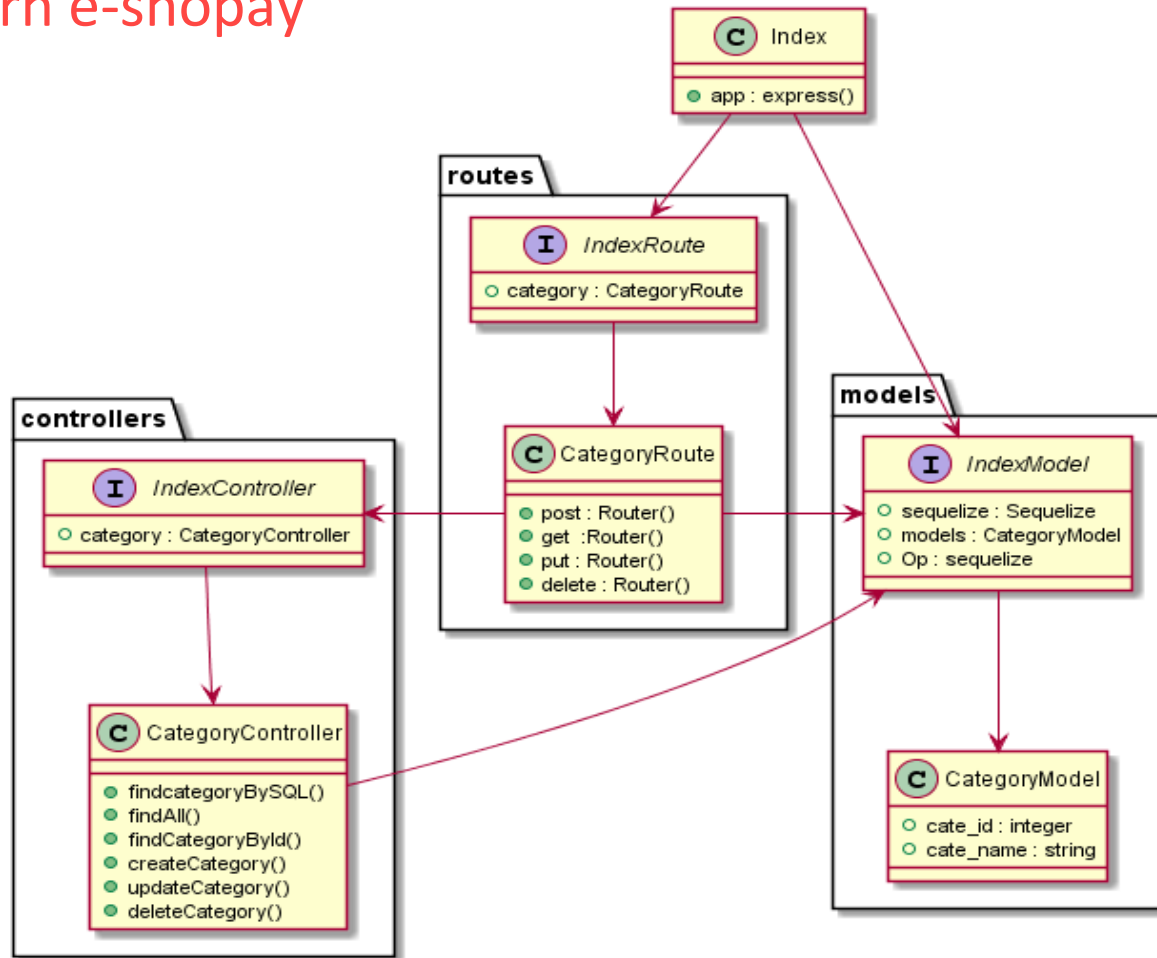 rn e-shopay
C Index
app : express()
routes
I IndexRoute
category : CategoryRoute
controllers
I IndexController
category : CategoryController
C CategoryRoute
post : Router()
get :Router()
put : Router()
delete : Router()
models
I IndexModel
sequelize : Sequelize
models : CategoryModel
Op : sequelize
C CategoryController
findcategoryBySQL()
findAll()
findCategoryById()
createCategory()
updateCategory()
deleteCategory()
C CategoryModel
cate_id : integer
cate_name : string